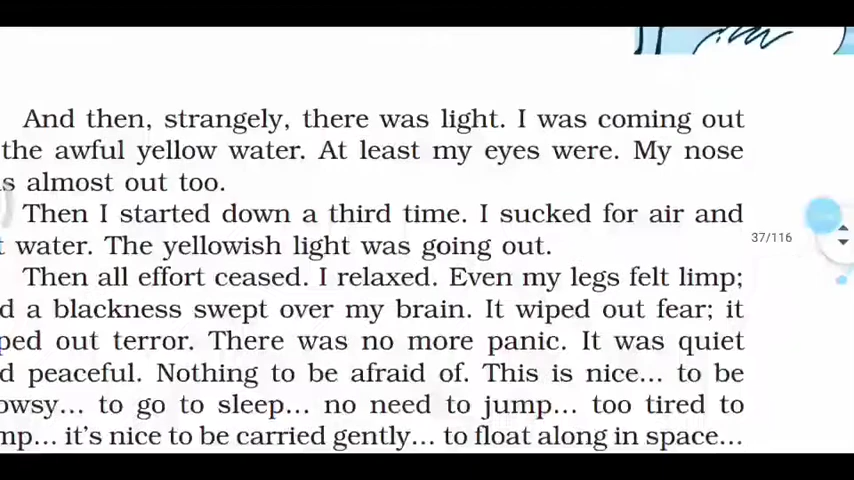 And then, strangely, there was light. I was coming out
the awful yellow water. At least my eyes were. My nose
s almost out too.
Then I started down a third time. I sucked for air and
t water. The yellowish light was going out.
37/116
Then all effort ceased. I relaxed. Even my legs felt limp;
d a blackness swept over my brain. It wiped out fear; it
ped out terror. There was no more panic. It was quiet
d peaceful. Nothing to be afraid of. This is nice... to be
owsy... to go to sleep... no need to jump... too tired to
mp... it's nice to be carried gently... to float along in space...